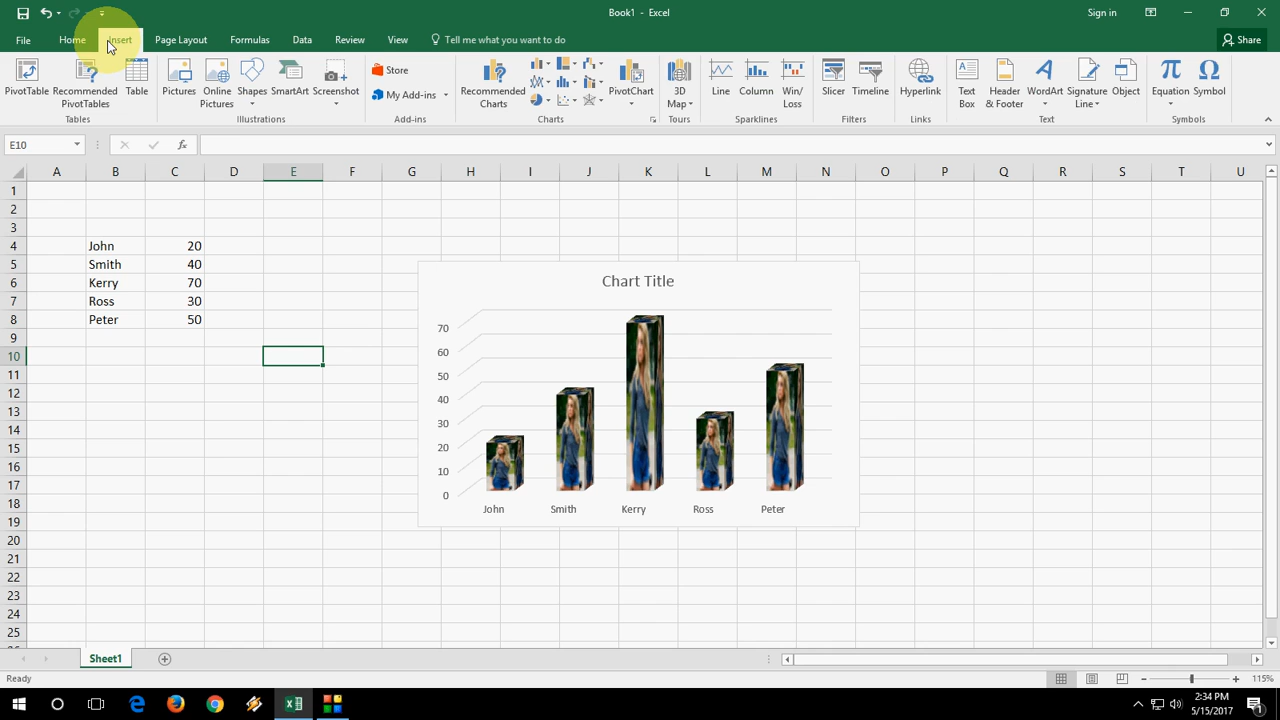 Book1 - Excel
Sign in
File Home Insert Page Layout Formulas Data Review View Tell me what you want to do Share
PivotTable
Recommended PivotTables
Table
Pictures
Online Pictures
Shapes
SmartArt
Screenshot
Store
My Add-ins
Recommended Charts
PivotChart
3D Map
Line
Column
Win/Loss
Slicer
Timeline
Hyperlink
Text Box
Header & Footer
WordArt
Signature Line
Object
Equation
Symbol
Tables Illustrations Add-ins Charts Tours Sparklines Filters Links Text Symbols
E10
fx
A B C D E F G H I J K L M N O P Q R S T U
1
2
3
4 John 20
5 Smith 40
6 Kerry 70
7 Ross 30
8 Peter 50
9
10
11
12
13
14
15
16
17
18
19
20
21
22
23
24
25
Chart Title
70
60
50
40
30
20
10
0
John Smith Kerry Ross Peter
Sheet1
Ready
115%
2:34 PM
5/15/2017